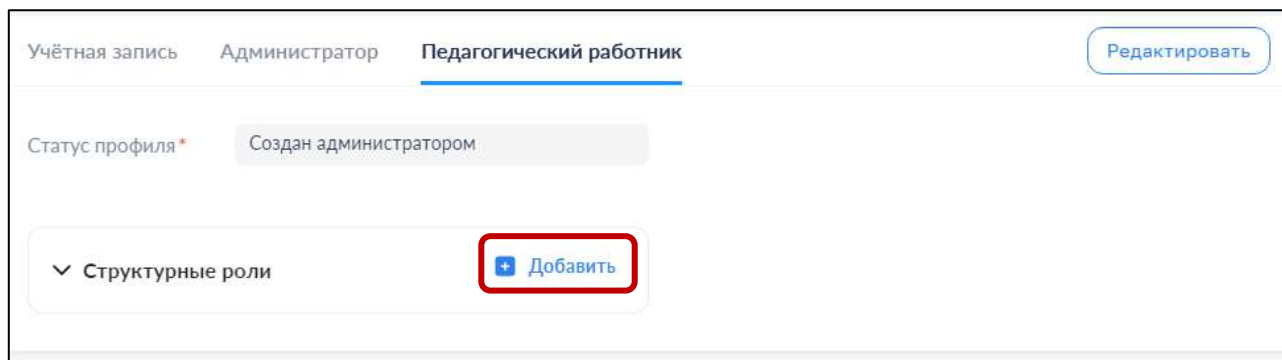 Учётная запись Администратор Педагогический работник Редактировать
Статус профиля* Создан администратором
Структурные роли Добавить